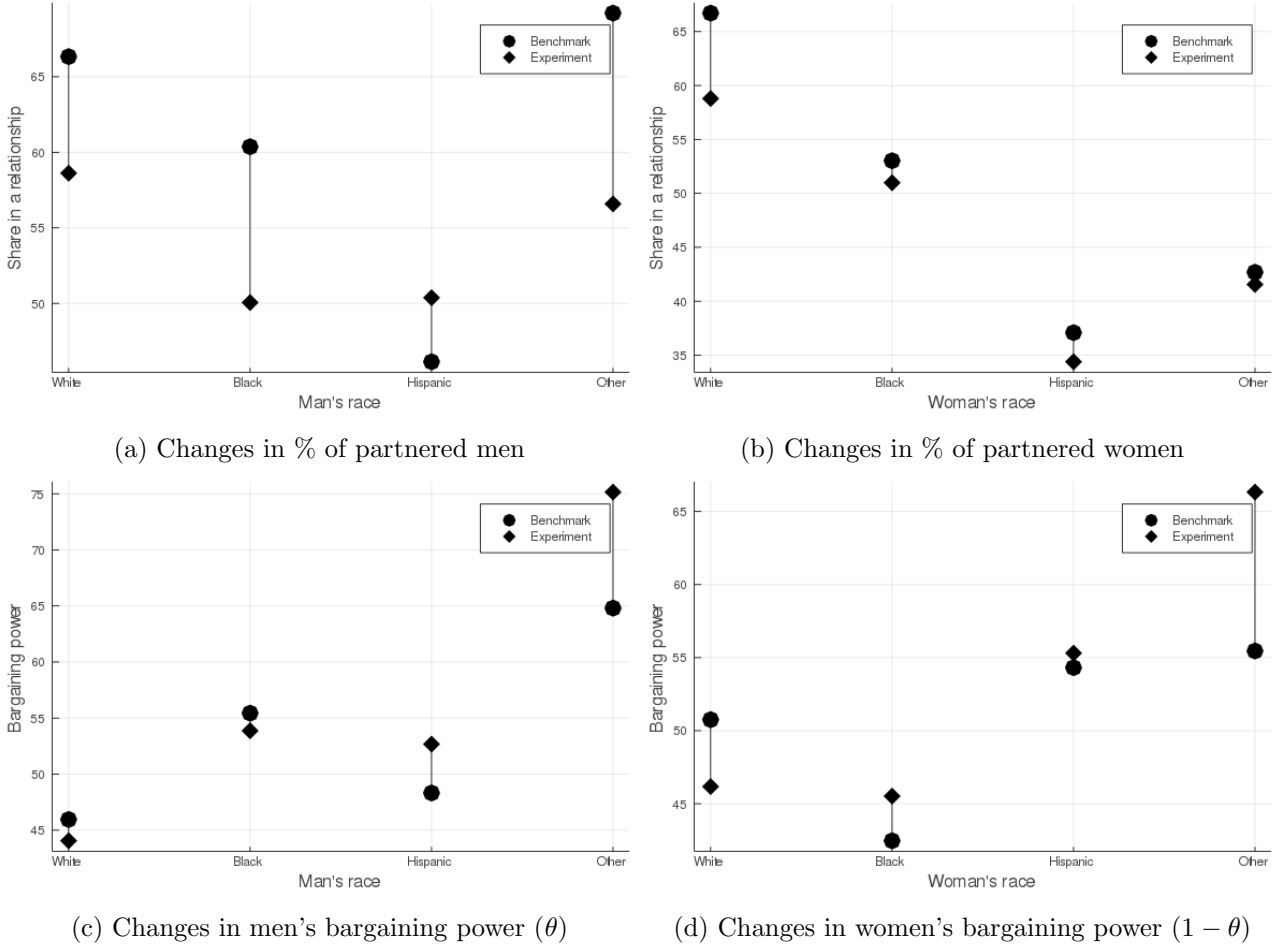 Share in a relationship
65
60
55
50
Benchmark
Experiment
White
Black
Hispanic
Other
Man's race
(a) Changes in % of partnered men
Share in a relationship
65
60
55
50
45
40
35
Benchmark
Experiment
White
Black
Hispanic
Other
Woman's race
(b) Changes in % of partnered women
Bargaining power
75
70
65
60
55
50
45
Benchmark
Experiment
White
Black
Hispanic
Other
Man's race
(c) Changes in men's bargaining power (θ)
Bargaining power
65
60
55
50
45
Benchmark
Experiment
White
Black
Hispanic
Other
Woman's race
(d) Changes in women's bargaining power (1 − θ)